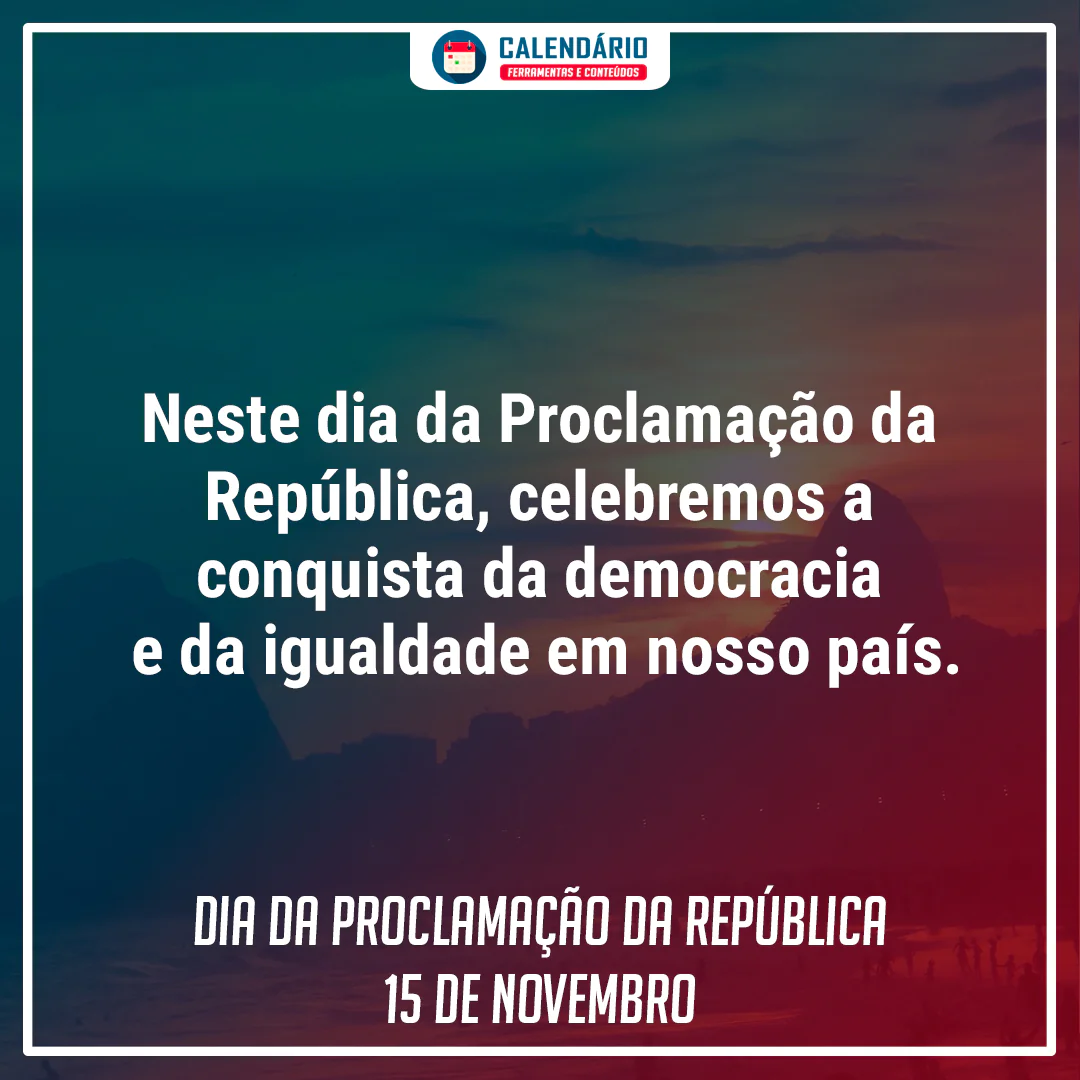 CALENDÁRIO
FERRAMENTAS E CONTEÚDOS
Neste dia da Proclamação da
República, celebremos a
conquista da democracia
e da igualdade em nosso país.
DIA DA PROCLAMAÇÃO DA REPÚBLICA
15 DE NOVEMBRO